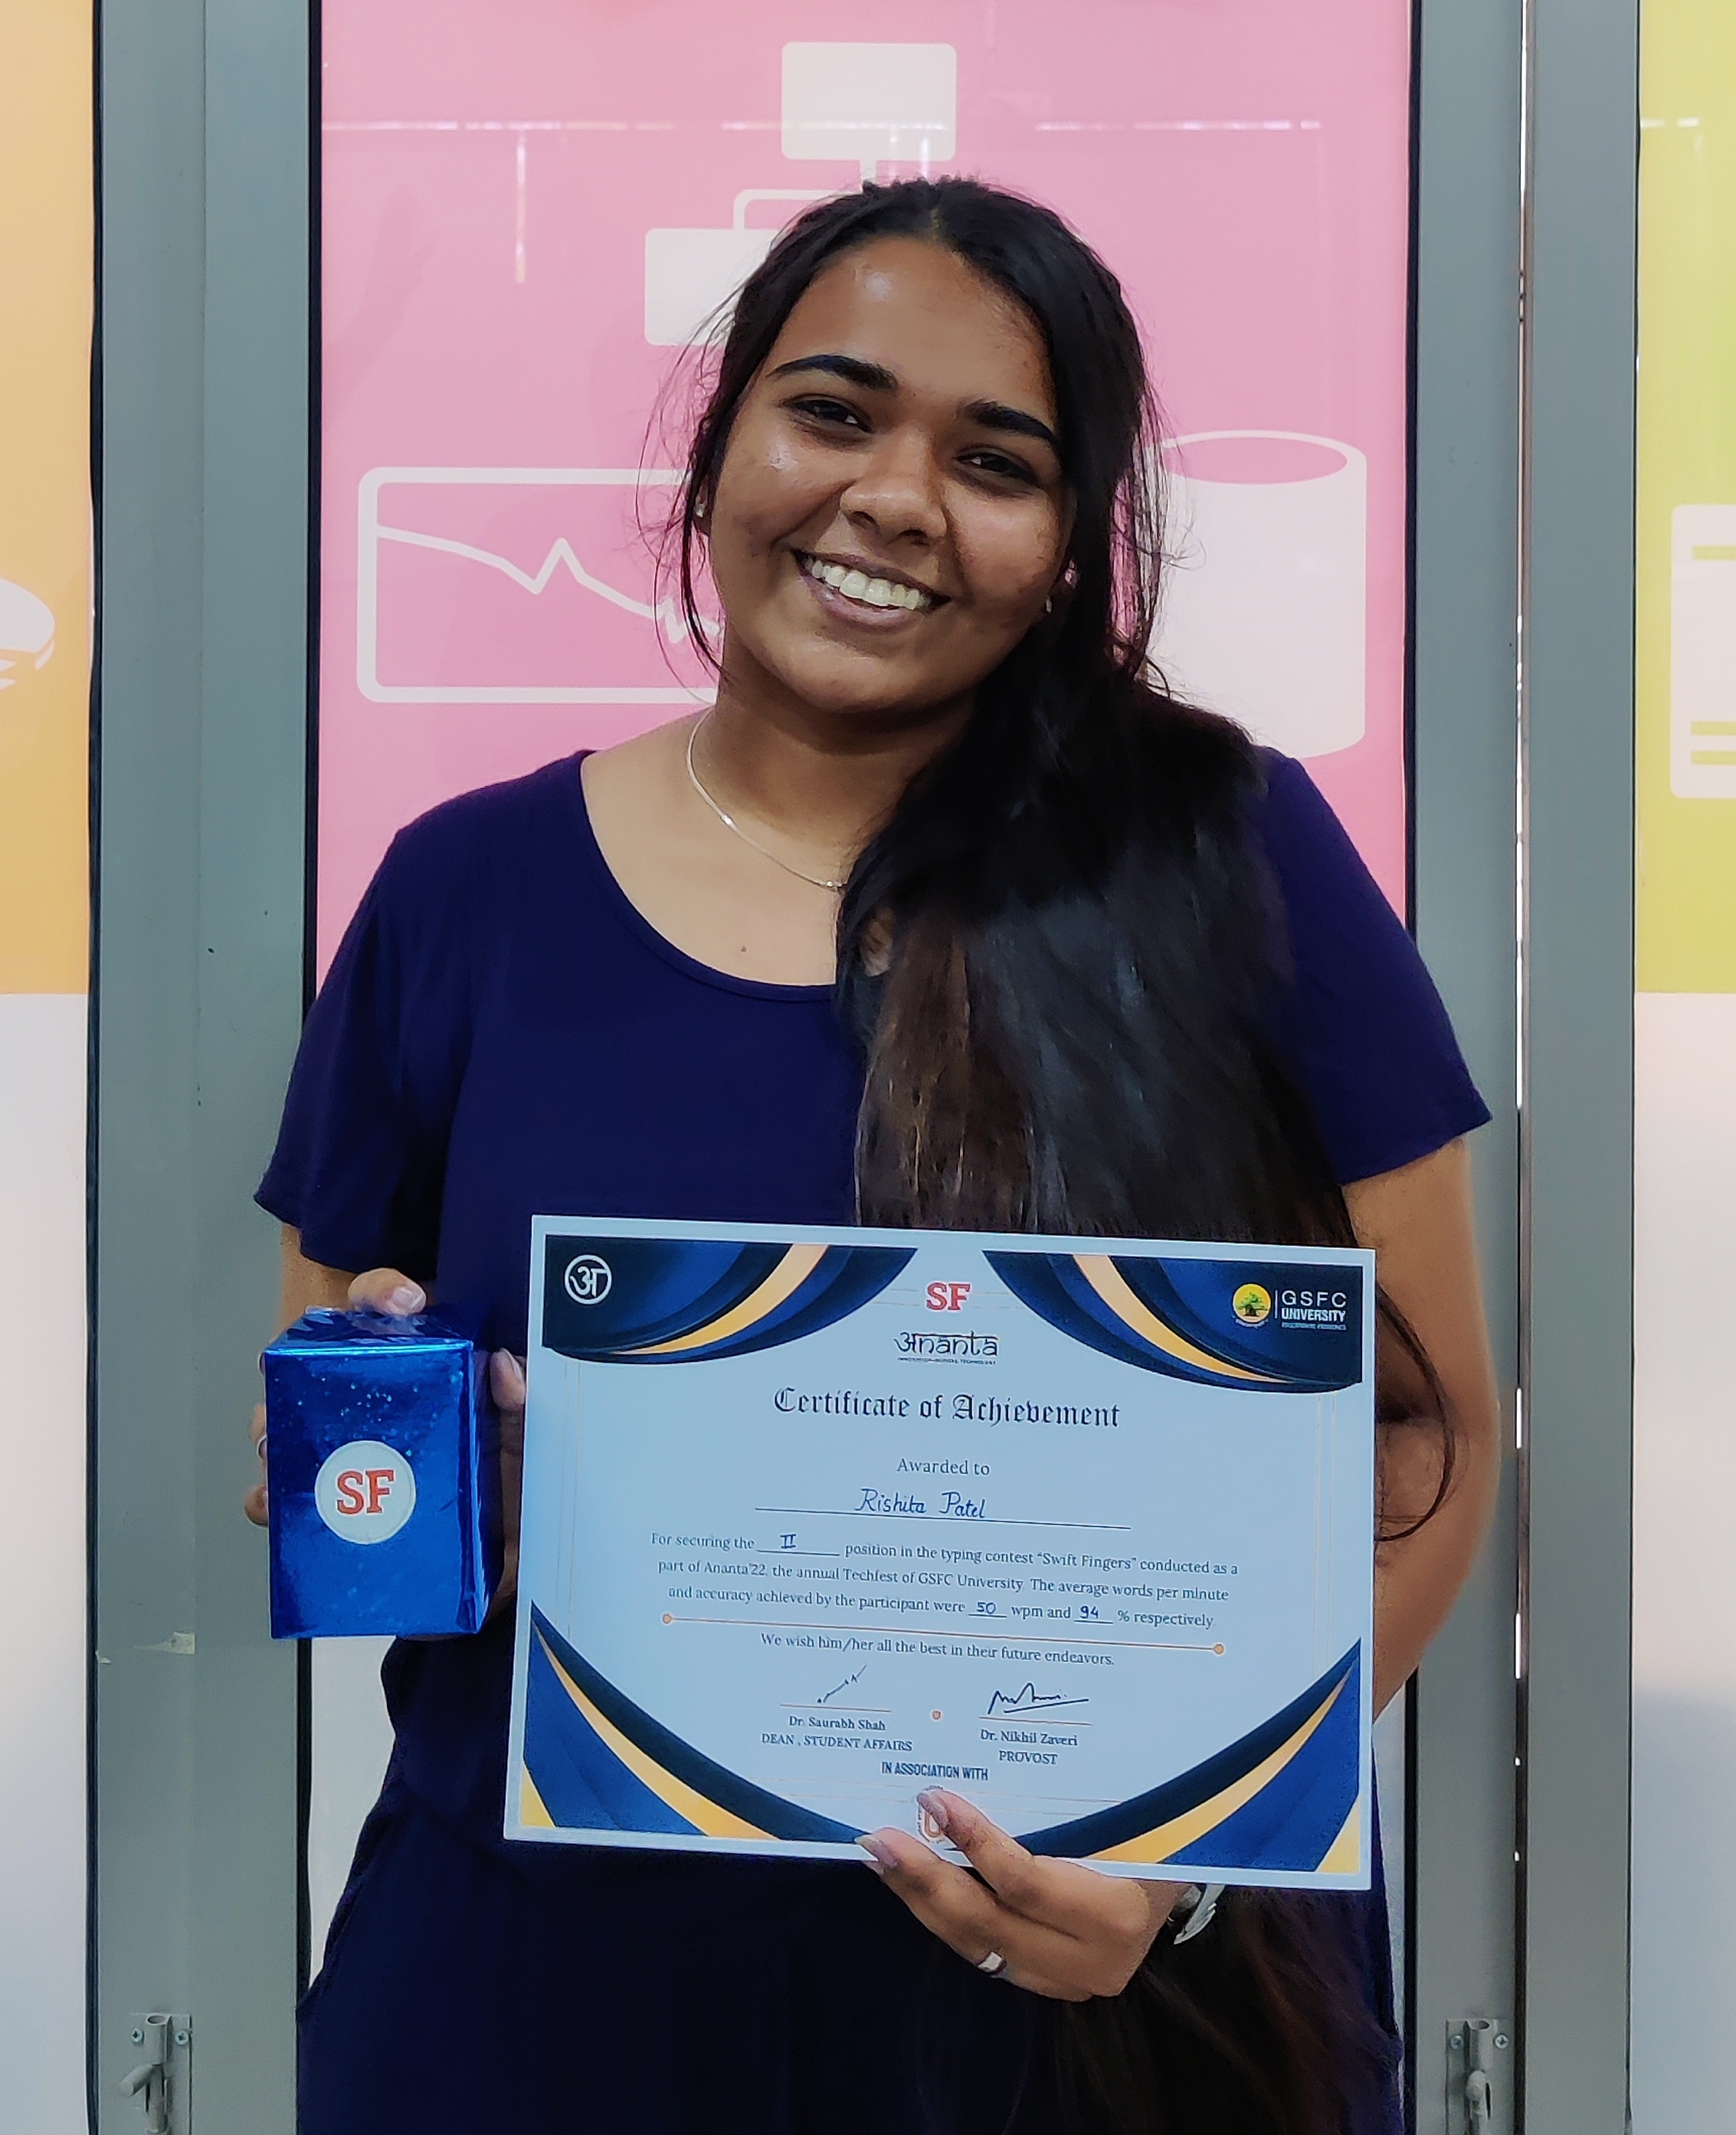 अ
SF
GSFC
UNIVERSITY
अnanta
Certificate of Achievement
Awarded to
Rishita Patel
For securing the II position in the typing contest "Swift Fingers" conducted as a
part of Ananta'22, the annual Techfest of GSFC University. The average words per minute
and accuracy achieved by the participant were 50 wpm and 94 % respectively.
We wish him/her all the best in their future endeavors.
Dr. Saurabh Shah
DEAN , STUDENT AFFAIRS
Dr. Nikhil Zaveri
PROVOST
IN ASSOCIATION WITH
SF